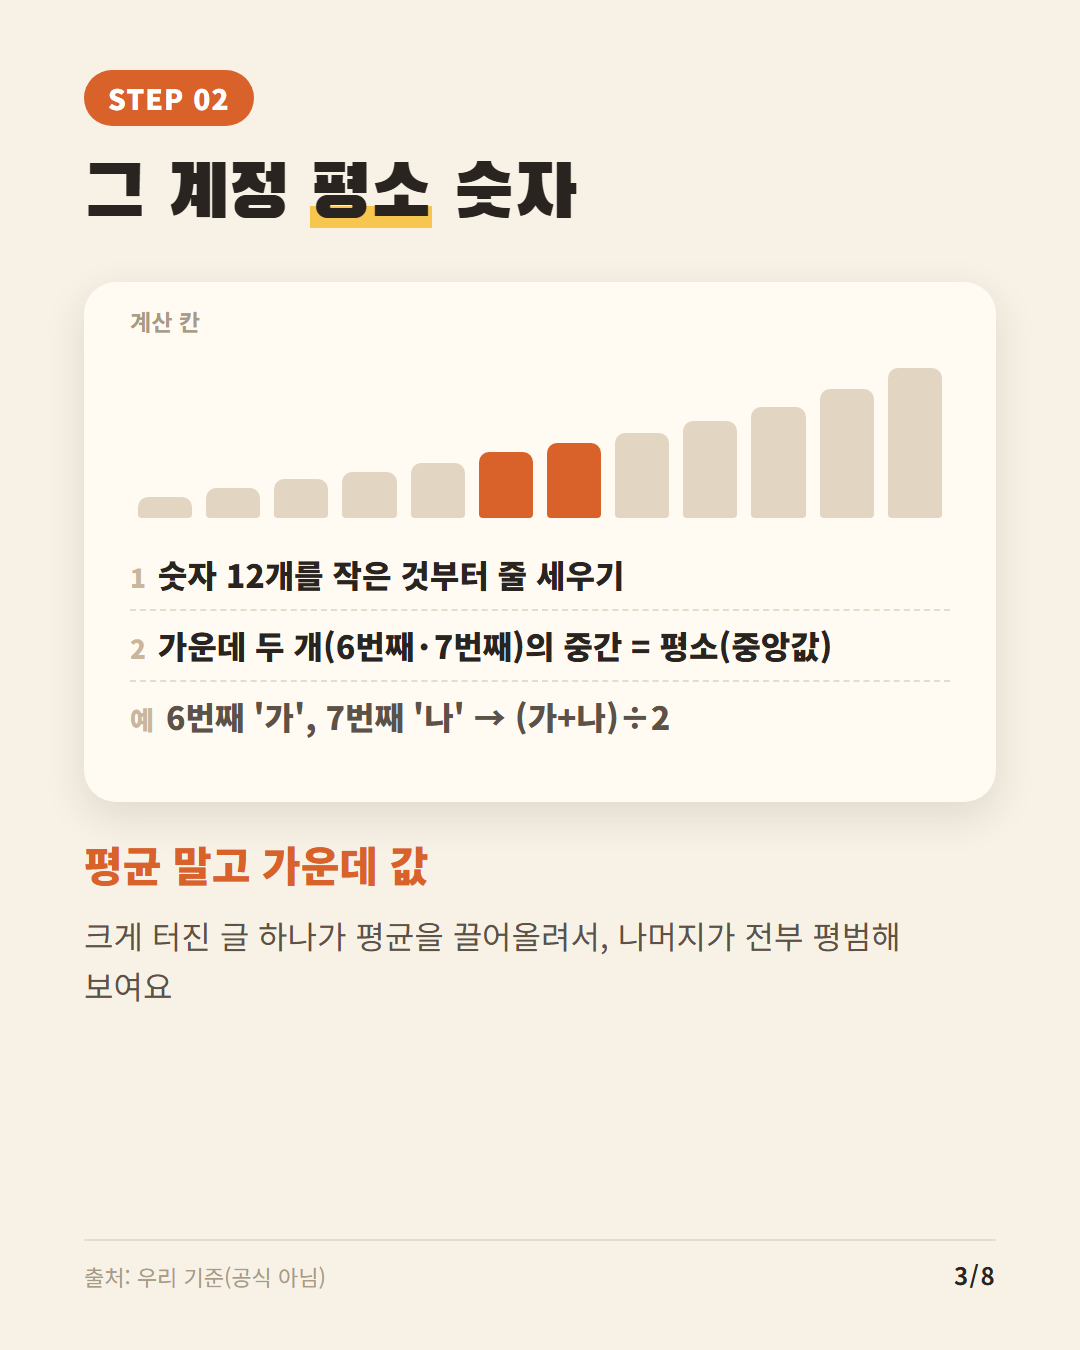 STEP 02
그 계정 평소 숫자
계산 칸
1 숫자 12개를 작은 것부터 줄 세우기
2 가운데 두 개(6번째·7번째)의 중간 = 평소(중앙값)
예 6번째 '가', 7번째 '나' → (가+나)÷2
평균 말고 가운데 값
크게 터진 글 하나가 평균을 끌어올려서, 나머지가 전부 평범해
보여요
출처: 우리 기준(공식 아님)
3/8